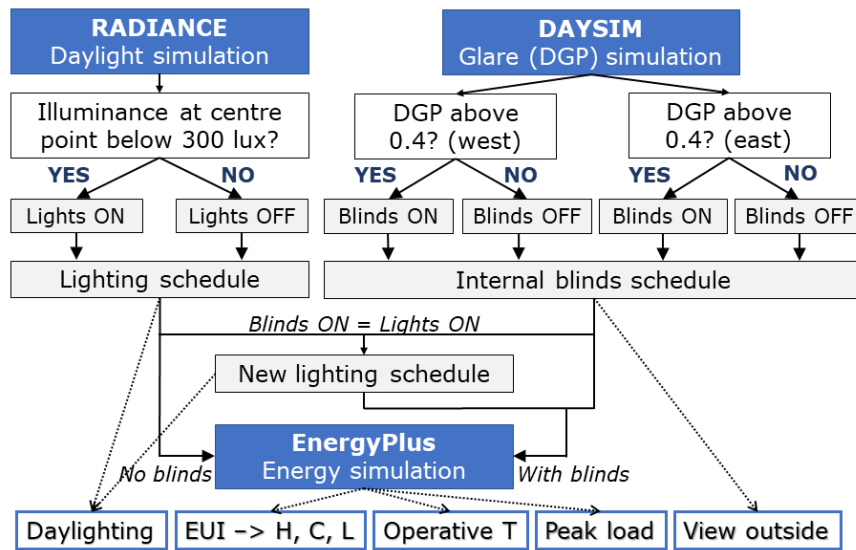 RADIANCE
Daylight simulation
DAYSIM
Glare (DGP) simulation
Illuminance at centre
point below 300 lux?
DGP above
0.4? (west)
DGP above
0.4? (east)
YES
NO
YES
NO
YES
NO
Lights ON
Lights OFF
Blinds ON
Blinds OFF
Blinds ON
Blinds OFF
Lighting schedule
Internal blinds schedule
Blinds ON = Lights ON
New lighting schedule
EnergyPlus
Energy simulation
No blinds
With blinds
Daylighting
EUI –> H, C, L
Operative T
Peak load
View outside